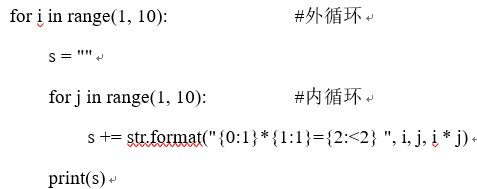 for i in range(1, 10):                #外循环
    s = ""
    for j in range(1, 10):            #内循环
        s += str.format("{0:1}*{1:1}={2:<2} ", i, j, i * j)
    print(s)